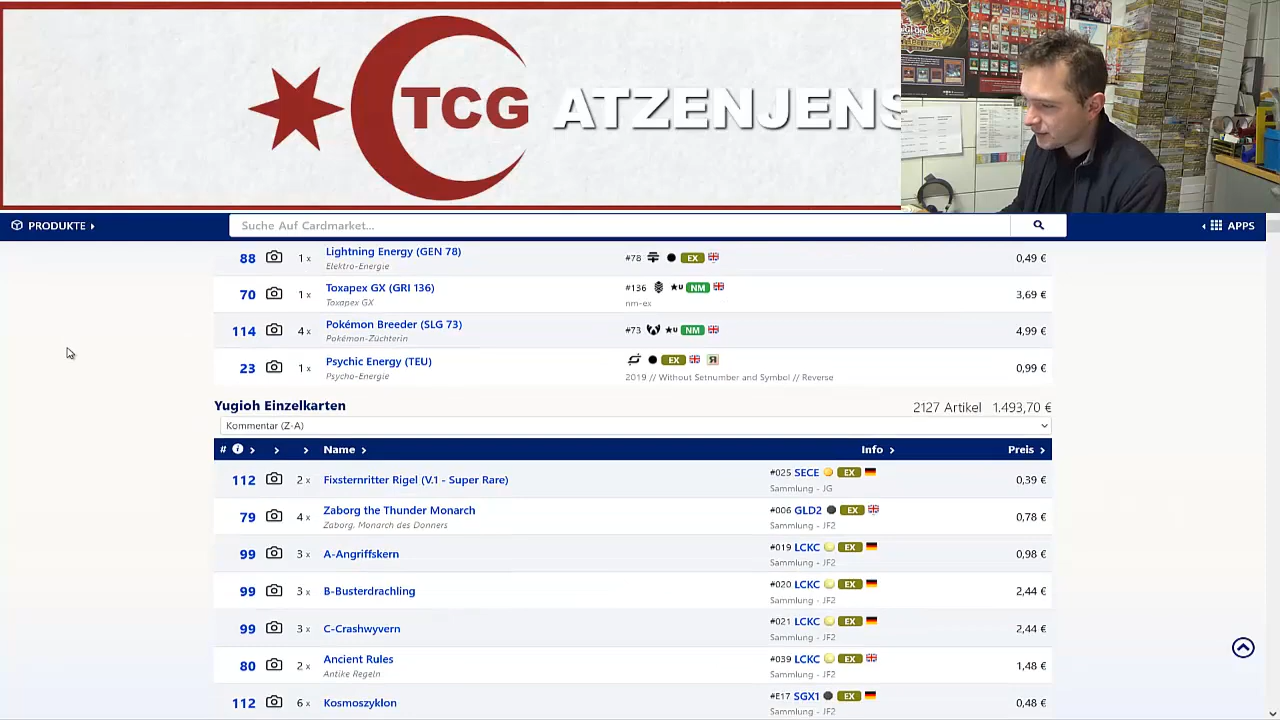 TCG ATZENJENS
PRODUKTE
Suche Auf Cardmarket...
APPS
88 1 x Lightning Energy (GEN 78) #78 EX 0,49 €
Elektro-Energie
70 1 x Toxapex GX (GRI 136) #136 ★U NM 3,69 €
Toxapex GX nm-ex
114 4 x Pokémon Breeder (SLG 73) #73 ★U NM 4,99 €
Pokémon-Züchterin
23 1 x Psychic Energy (TEU) EX Я 0,99 €
Psycho-Energie 2019 // Without Setnumber and Symbol // Reverse
Yugioh Einzelkarten 2127 Artikel 1.493,70 €
Kommentar (Z-A)
# Name Info Preis
112 2 x Fixsternritter Rigel (V.1 - Super Rare) #025 SECE EX 0,39 €
Sammlung - JG
79 4 x Zaborg the Thunder Monarch #006 GLD2 EX 0,78 €
Zaborg, Monarch des Donners Sammlung - JF2
99 3 x A-Angriffskern #019 LCKC EX 0,98 €
Sammlung - JF2
99 3 x B-Busterdrachling #020 LCKC EX 2,44 €
Sammlung - JF2
99 3 x C-Crashwyvern #021 LCKC EX 2,44 €
Sammlung - JF2
80 2 x Ancient Rules #039 LCKC EX 1,48 €
Antike Regeln Sammlung - JF2
112 6 x Kosmoszyklon #E17 SGX1 EX 0,48 €
Sammlung - JF2